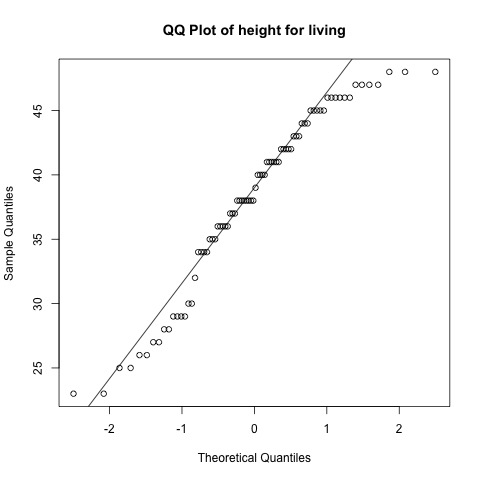 QQ Plot of height for living
Sample Quantiles
45
40
35
30
25
-2 -1 0 1 2
Theoretical Quantiles